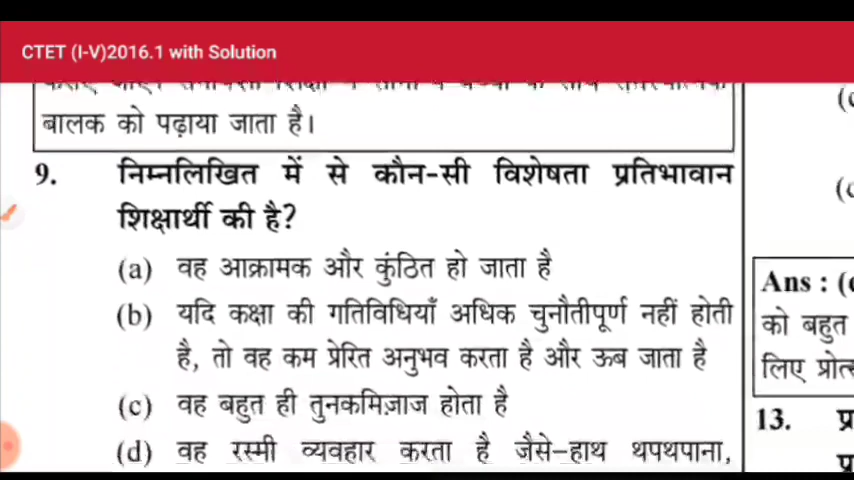 CTET (I-V)2016.1 with Solution
बालक को पढ़ाया जाता है।
9. निम्नलिखित में से कौन-सी विशेषता प्रतिभावान
शिक्षार्थी की है?
(a) वह आक्रामक और कुंठित हो जाता है
(b) यदि कक्षा की गतिविधियाँ अधिक चुनौतीपूर्ण नहीं होती
है, तो वह कम प्रेरित अनुभव करता है और ऊब जाता है
(c) वह बहुत ही तुनकमिज़ाज होता है
(d) वह रस्मी व्यवहार करता है जैसे–हाथ थपथपाना,
Ans : (
को बहुत
लिए
13.